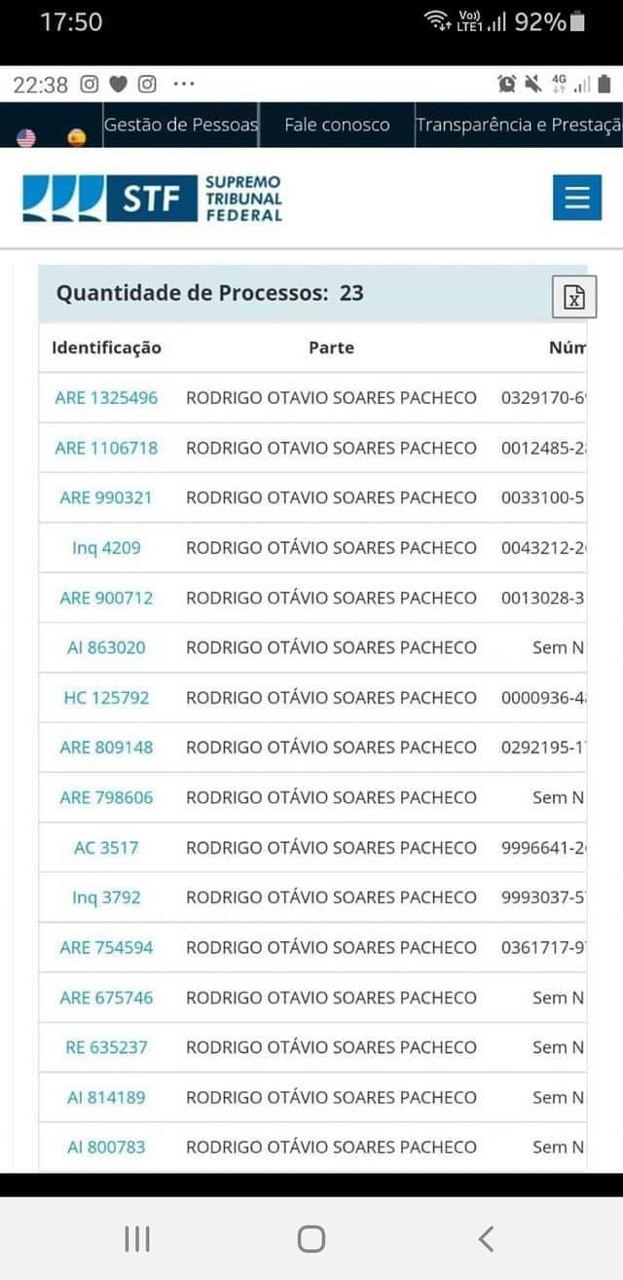 17:50 Vo)) LTE1 92%
22:38 4G
Gestão de Pessoas Fale conosco Transparência e Prestaçã
STF SUPREMO
TRIBUNAL
FEDERAL
Quantidade de Processos: 23
Identificação Parte Núm
ARE 1325496 RODRIGO OTAVIO SOARES PACHECO 0329170-6
ARE 1106718 RODRIGO OTAVIO SOARES PACHECO 0012485-2
ARE 990321 RODRIGO OTAVIO SOARES PACHECO 0033100-5
Inq 4209 RODRIGO OTÁVIO SOARES PACHECO 0043212-2
ARE 900712 RODRIGO OTÁVIO SOARES PACHECO 0013028-3
AI 863020 RODRIGO OTÁVIO SOARES PACHECO Sem N
HC 125792 RODRIGO OTÁVIO SOARES PACHECO 0000936-4
ARE 809148 RODRIGO OTÁVIO SOARES PACHECO 0292195-1
ARE 798606 RODRIGO OTÁVIO SOARES PACHECO Sem N
AC 3517 RODRIGO OTÁVIO SOARES PACHECO 9996641-2
Inq 3792 RODRIGO OTÁVIO SOARES PACHECO 9993037-5
ARE 754594 RODRIGO OTÁVIO SOARES PACHECO 0361717-9
ARE 675746 RODRIGO OTAVIO SOARES PACHECO Sem N
RE 635237 RODRIGO OTÁVIO SOARES PACHECO Sem N
AI 814189 RODRIGO OTÁVIO SOARES PACHECO Sem N
AI 800783 RODRIGO OTÁVIO SOARES PACHECO Sem N